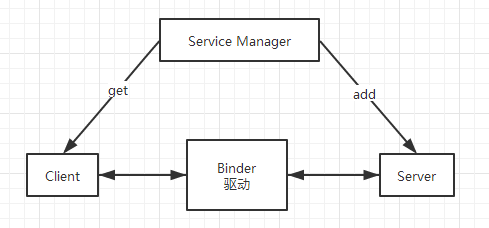 Service Manager
get
add
Client
Binder
驱动
Server